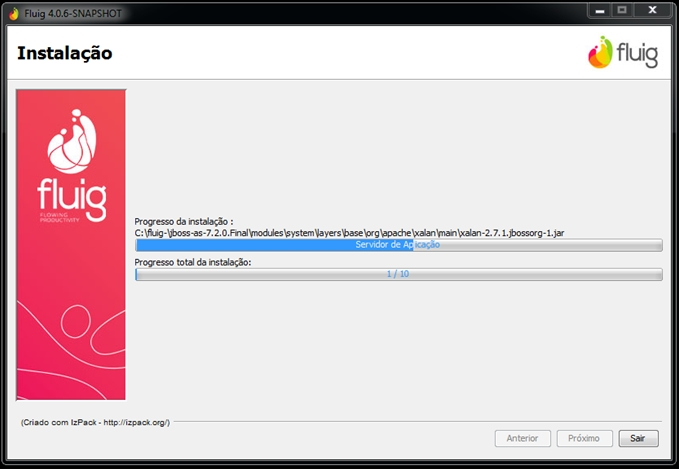 Fluig 4.0.6-SNAPSHOT
Instalação
fluig
fluig
FLOWING
PRODUCTIVITY
Progresso da instalação :
C:\fluig-\jboss-as-7.2.0.Final\modules\system\layers\base\org\apache\xalan\main\xalan-2.7.1.jbossorg-1.jar
Servidor de Aplicação
Progresso total da instalação:
1 / 10
(Criado com IzPack - http://izpack.org/)
Anterior
Próximo
Sair